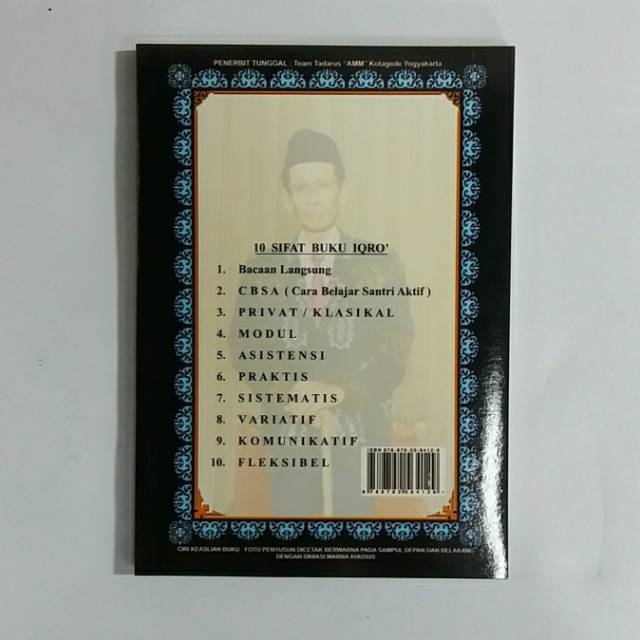 PENERBIT TUNGGAL : Team Tadarus "AMM" Kotagede Yogyakarta
10 SIFAT BUKU IQRO'
1. Bacaan Langsung
2. CBSA ( Cara Belajar Santri Aktif )
3. PRIVAT / KLASIKAL
4. MODUL
5. ASISTENSI
6. PRAKTIS
7. SISTEMATIS
8. VARIATIF
9. KOMUNIKATIF
10. FLEKSIBEL
CIRI KEASLIAN BUKU : FOTO PENYUSUN DICETAK BERWARNA PADA SAMPUL DEPAN DAN BELAKANG
DENGAN DIHIASI WARNA KHUSUS